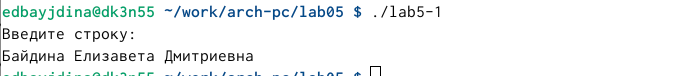 edbayjdina@dk3n55 ~/work/arch-pc/lab05 $ ./lab5-1
Введите строку:
Байдина Елизавета Дмитриевна
edbayjdina@dk3n55 ~/work/arch-pc/lab05 $